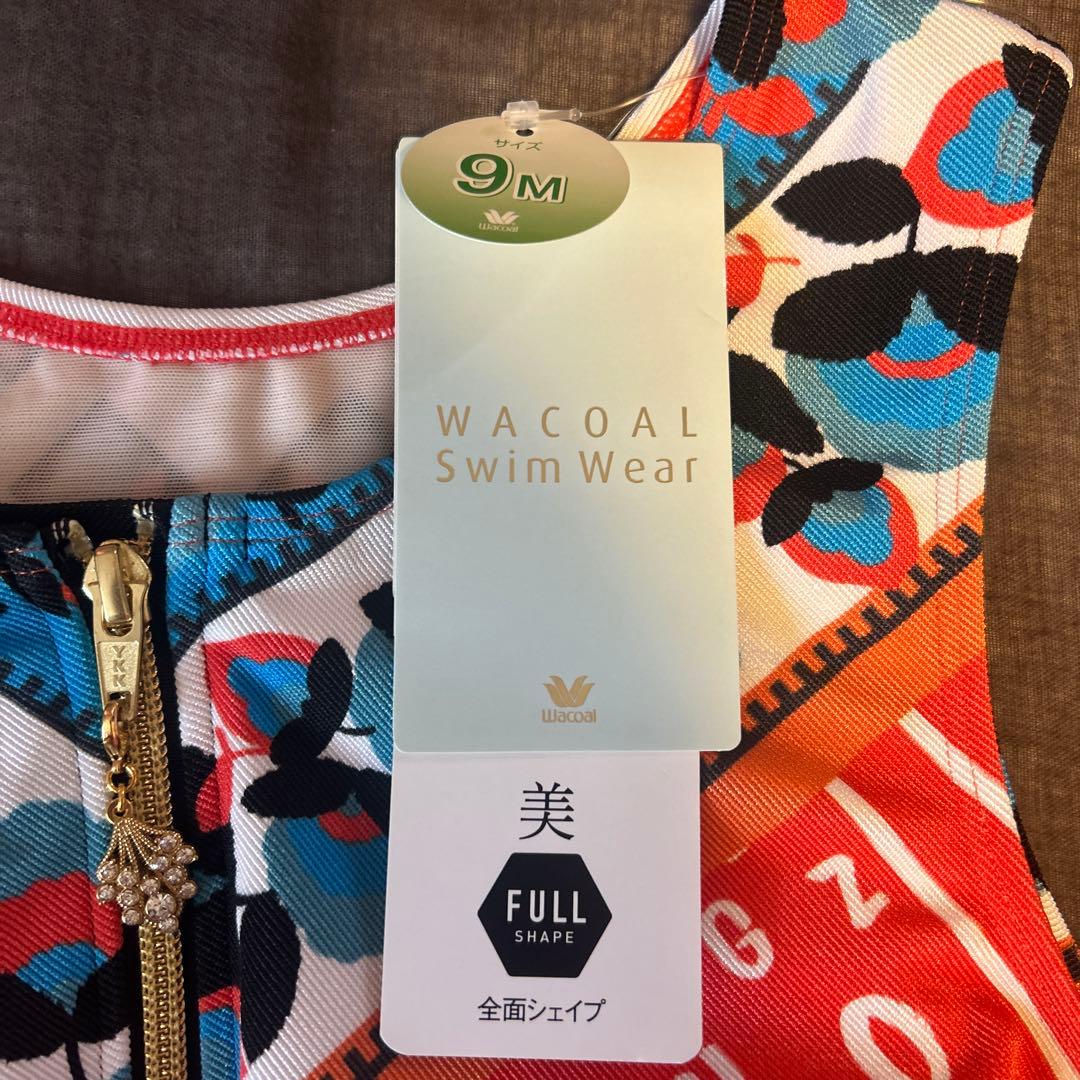 サイズ
9M
Wacoal
WACOAL
Swim Wear
Wacoal
YKK
美
FULL
SHAPE
全面シェイプ
G Z
O